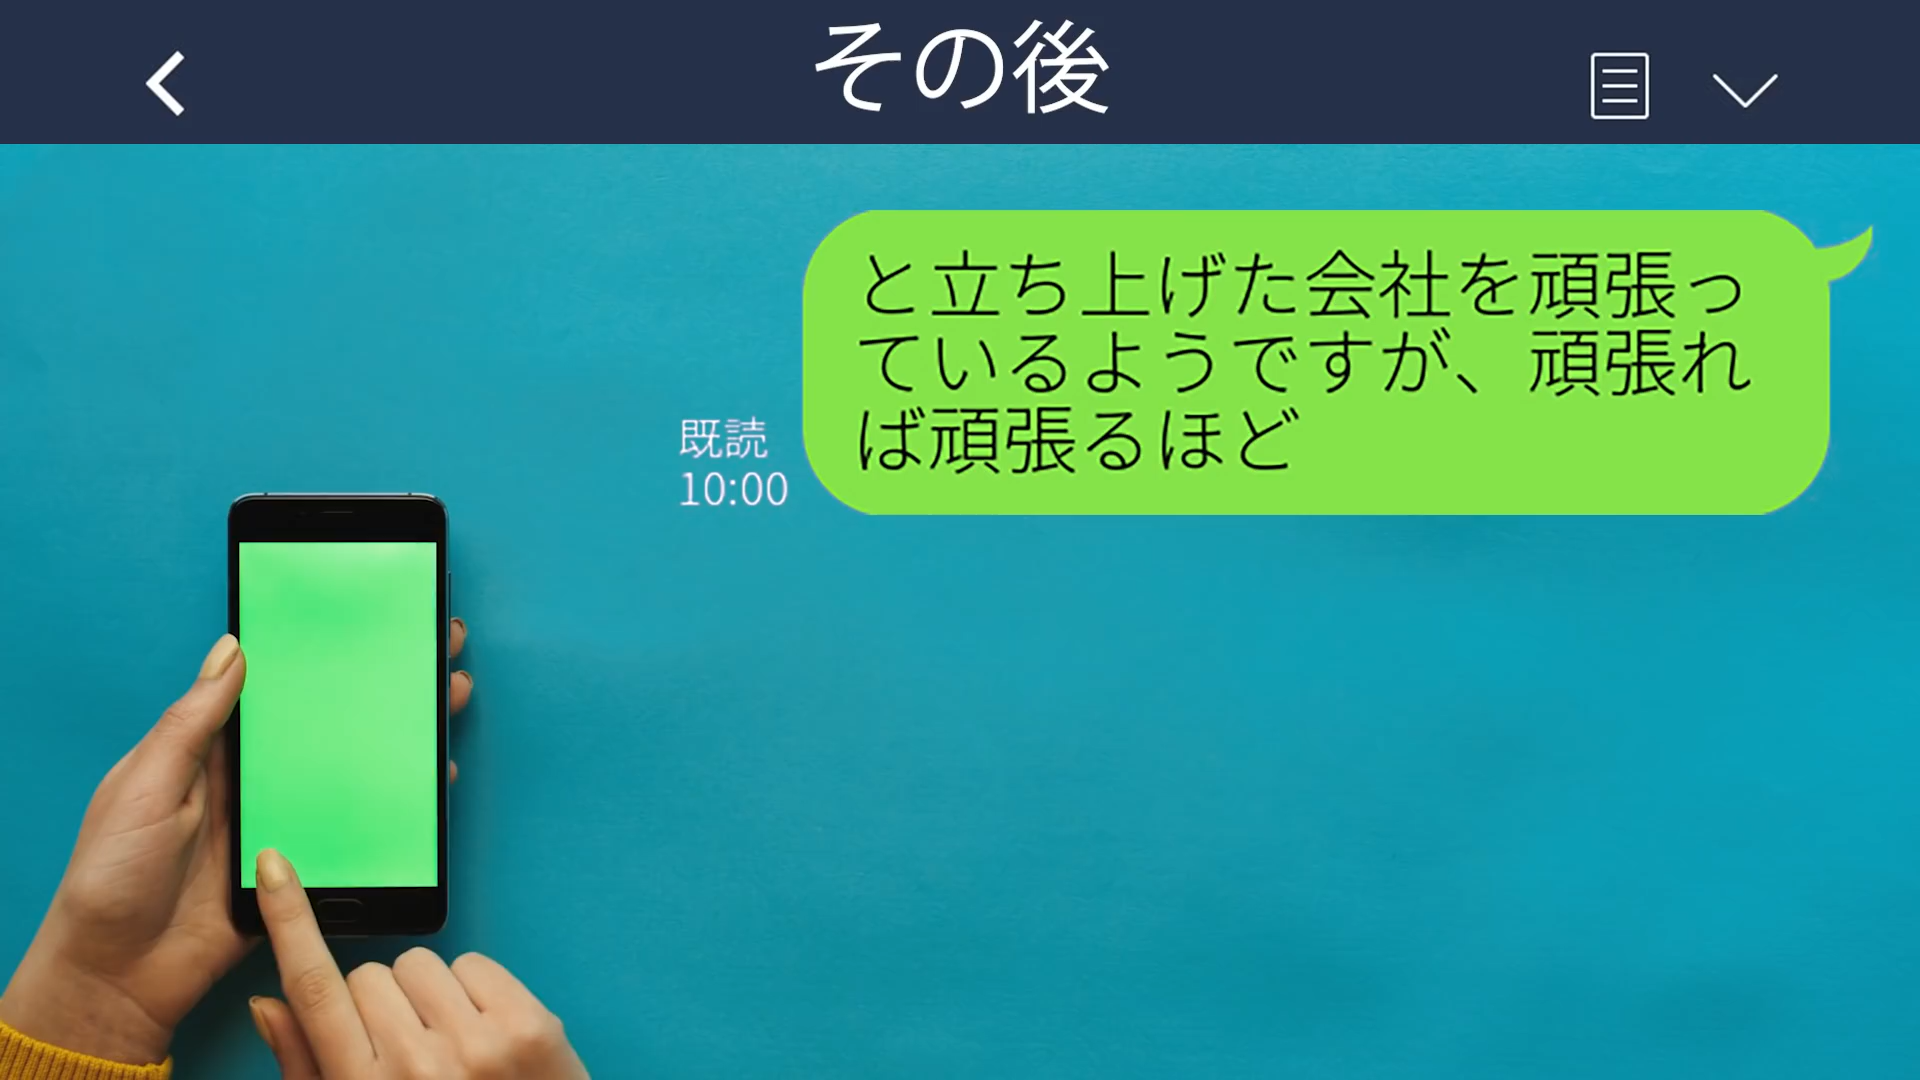 その後
と立ち上げた会社を頑張っ
ているようですが、頑張れ
ば頑張るほど
既読
10:00